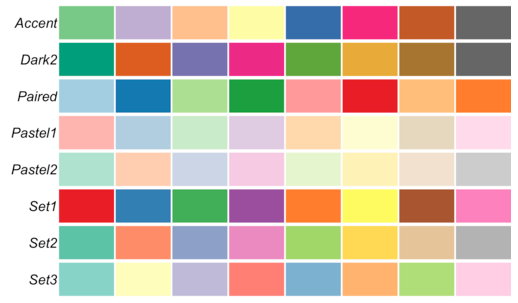 Accent
Dark2
Paired
Pastel1
Pastel2
Set1
Set2
Set3